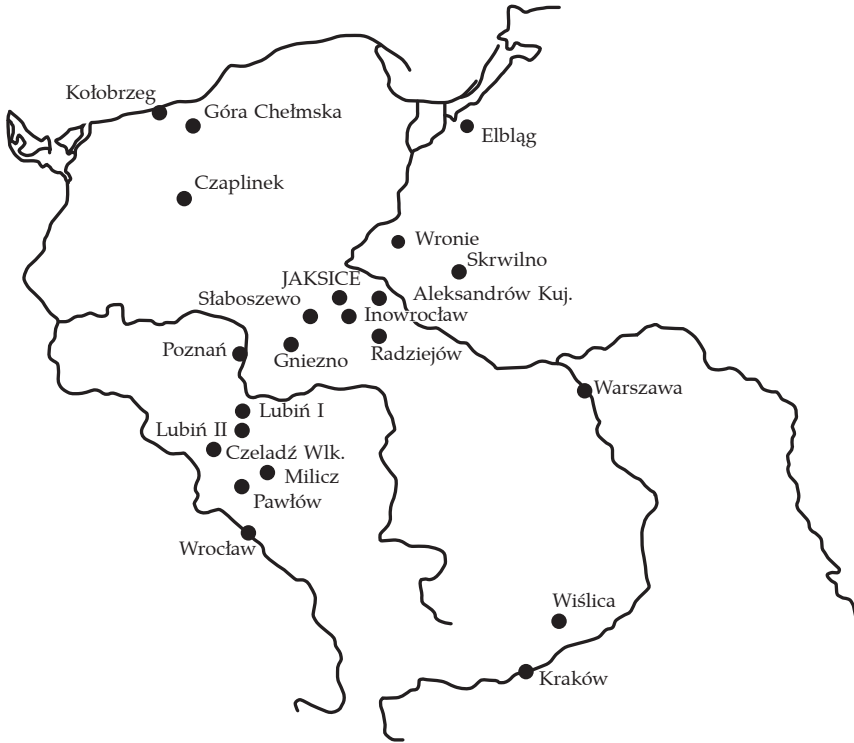 Kołobrzeg
Góra Chełmska
Elbląg
Czaplinek
Wronie
Skrwilno
JAKSICE
Aleksandrów Kuj.
Słaboszewo
Inowrocław
Poznań
Gniezno
Radziejów
Warszawa
Lubiń I
Lubiń II
Czeladź Wlk.
Milicz
Pawłów
Wrocław
Wiślica
Kraków